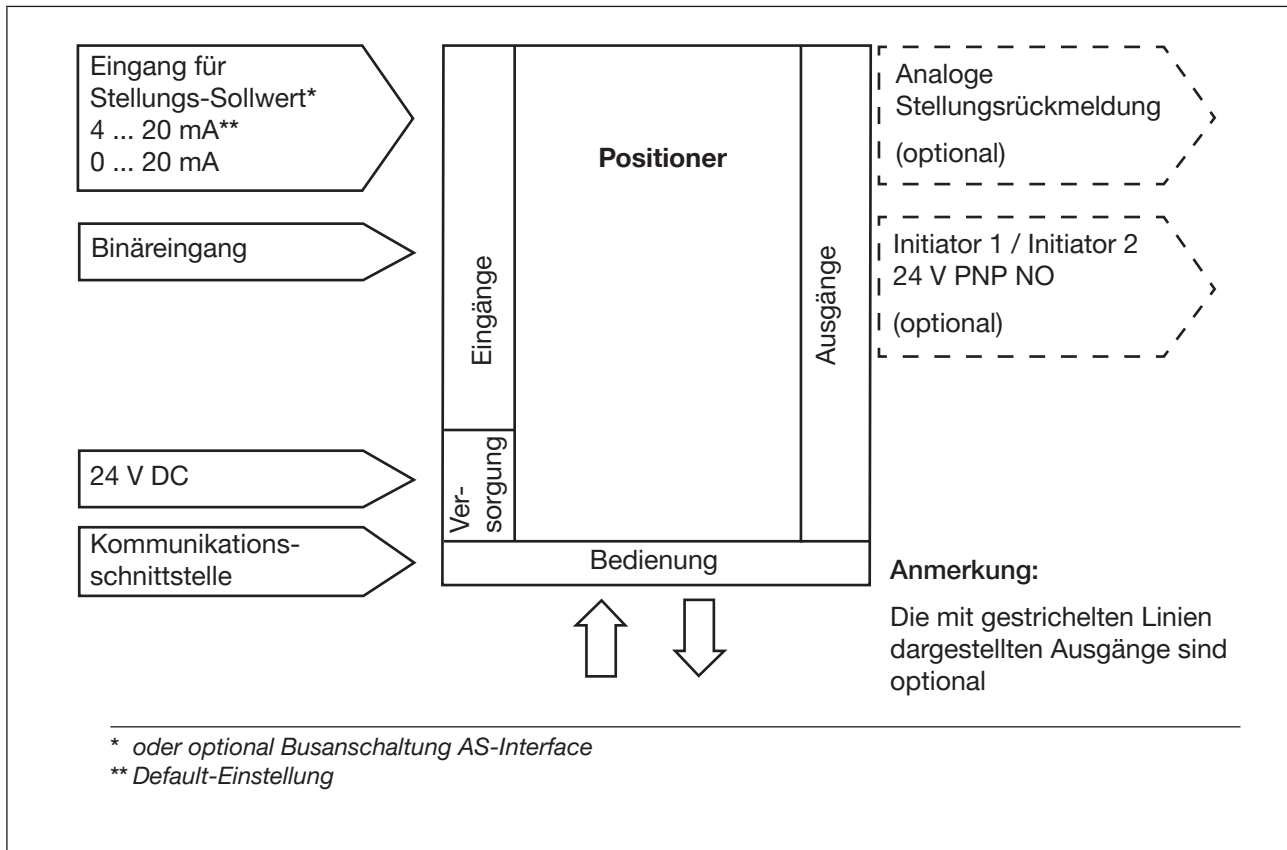 Eingang für
Stellungs-Sollwert*
4 ... 20 mA**
0 ... 20 mA
Binäreingang
24 V DC
Kommunikations-
schnittstelle
Eingänge
Ver-
sorgung
Positioner
Bedienung
Ausgänge
Analoge
Stellungsrückmeldung
(optional)
Initiator 1 / Initiator 2
24 V PNP NO
(optional)
Anmerkung:
Die mit gestrichelten Linien
dargestellten Ausgänge sind
optional
* oder optional Busanschaltung AS-Interface
** Default-Einstellung